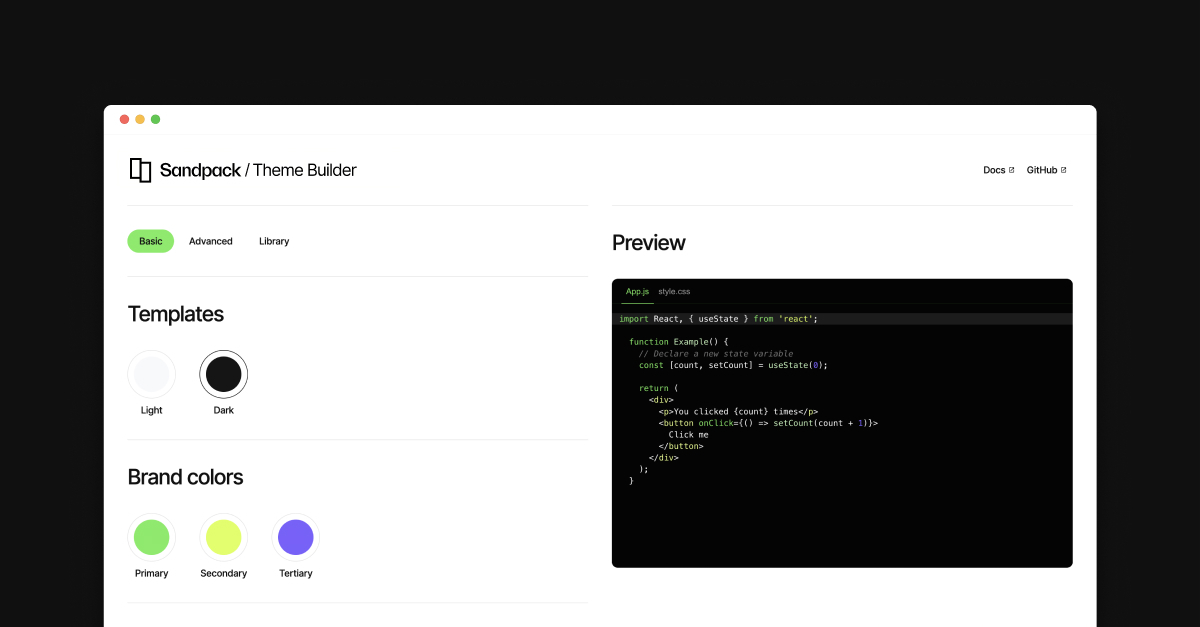 Sandpack / Theme Builder
Docs GitHub
Basic Advanced Library
Templates
Light Dark
Brand colors
Primary Secondary Tertiary
Preview
App.js style.css
import React, { useState } from 'react';
function Example() {
// Declare a new state variable
const [count, setCount] = useState(0);
return (
<div>
<p>You clicked {count} times</p>
<button onClick={() => setCount(count + 1)}>
Click me
</button>
</div>
);
}